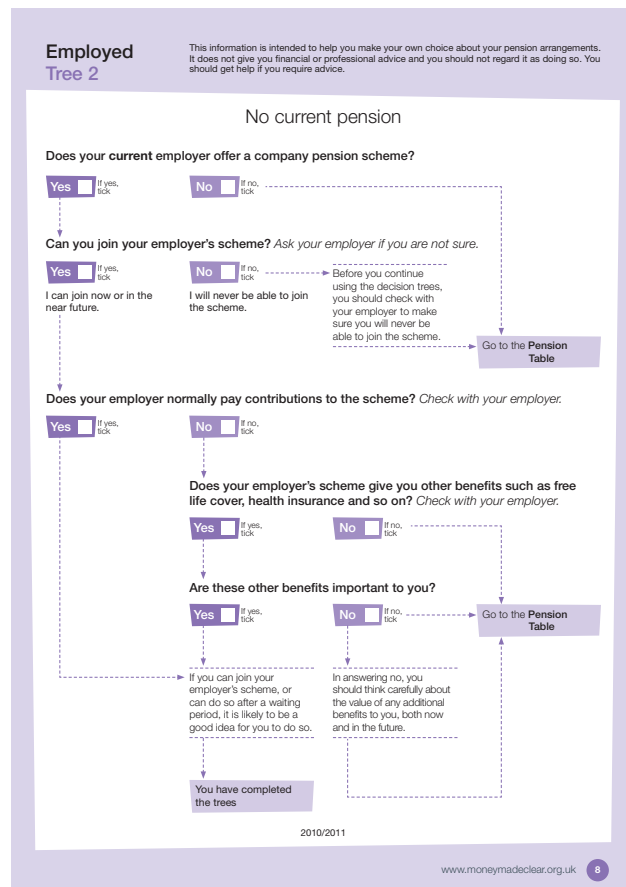 Employed
Tree 2
This information is intended to help you make your own choice about your pension arrangements.
It does not give you financial or professional advice and you should not regard it as doing so. You
should get help if you require advice.
No current pension
Does your current employer offer a company pension scheme?
Yes
If yes,
tick
No
If no,
tick
Can you join your employer's scheme? Ask your employer if you are not sure.
Yes
If yes,
tick
I can join now or in the
near future.
No
If no,
tick
I will never be able to join
the scheme.
Before you continue
using the decision trees,
you should check with
your employer to make
sure you will never be
able to join the scheme.
Go to the Pension
Table
Does your employer normally pay contributions to the scheme? Check with your employer.
Yes
If yes,
tick
No
If no,
tick
Does your employer's scheme give you other benefits such as free
life cover, health insurance and so on? Check with your employer.
Yes
If yes,
tick
No
If no,
tick
Are these other benefits important to you?
Yes
If yes,
tick
No
If no,
tick
Go to the Pension
Table
If you can join your
employer's scheme, or
can do so after a waiting
period, it is likely to be a
good idea for you to do so.
In answering no, you
should think carefully about
the value of any additional
benefits to you, both now
and in the future.
You have completed
the trees
2010/2011
www.moneymadeclear.org.uk
8